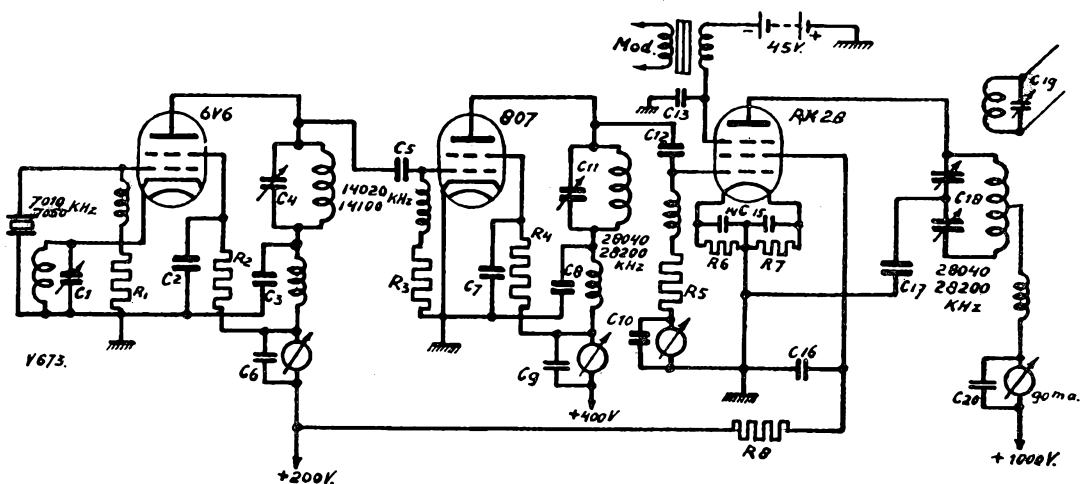 Mod.
- +
45V.
C19
6V6
807
RK28
C13
C12
C5
7010
7050 KHz
C4
14020
14100 KHz
C11
C18
14 C15
R6 R7
C1
R1
C2
R2
C3
R3
C7
R4
C8
28040
28200
KHz
R5
C17
28040
28200
KHz
V673.
C6
C9
C10
C16
C20
90ma.
+400V
R8
+200V.
+1000V.